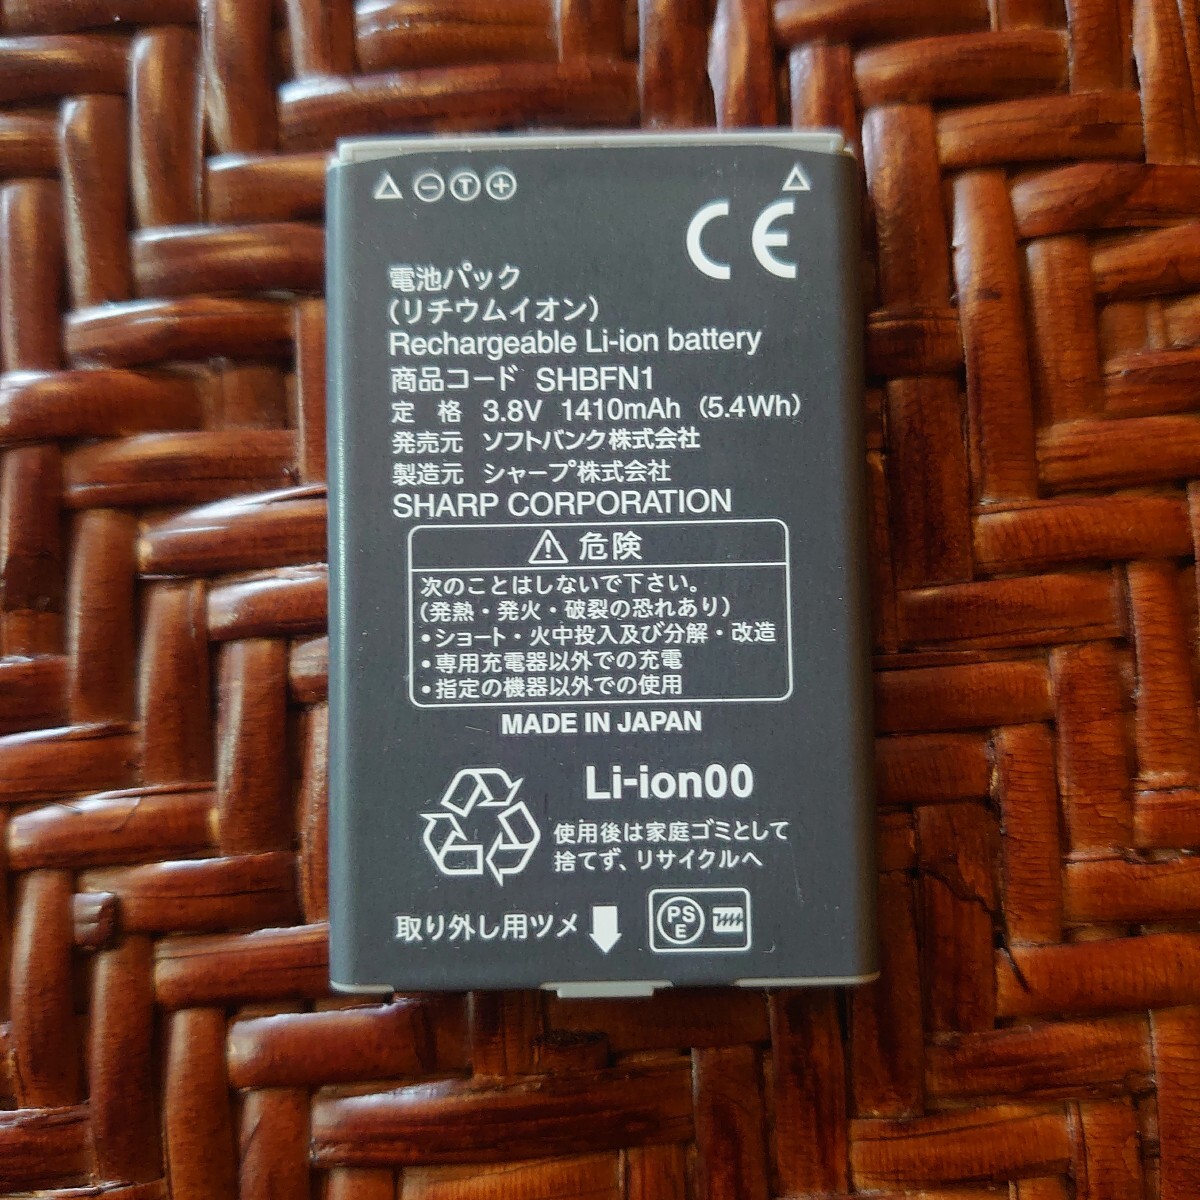 △ ⊖ Ⓣ ⊕ △
CE
電池パック
(リチウムイオン)
Rechargeable Li-ion battery
商品コード SHBFN1
定 格 3.8V 1410mAh (5.4Wh)
発売元 ソフトバンク株式会社
製造元 シャープ株式会社
SHARP CORPORATION
⚠ 危険
次のことはしないで下さい。
(発熱・発火・破裂の恐れあり)
・ショート・火中投入及び分解・改造
・専用充電器以外での充電
・指定の機器以外での使用
MADE IN JAPAN
Li-ion00
使用後は家庭ゴミとして
捨てず、リサイクルへ
取り外し用ツメ
PS
E